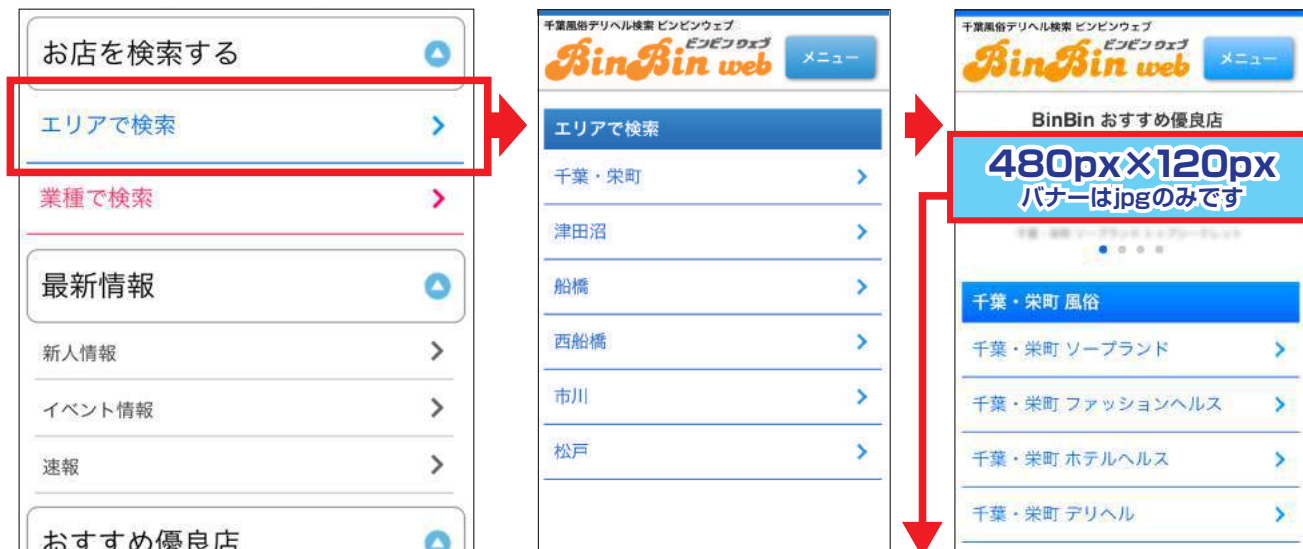 お店を検索する
エリアで検索
業種で検索
最新情報
新人情報
イベント情報
速報
おすすめ優良店
千葉風俗デリヘル検索 ビンビンウェブ
ビンビン ウェブ
BinBin web
メニュー
エリアで検索
千葉・栄町
津田沼
船橋
西船橋
市川
松戸
千葉風俗デリヘル検索 ビンビンウェブ
ビンビン ウェブ
BinBin web
メニュー
BinBin おすすめ優良店
480px×120px
バナーはjpgのみです
千葉・栄町 風俗
千葉・栄町 ソープランド
千葉・栄町 ファッションヘルス
千葉・栄町 ホテルヘルス
千葉・栄町 デリヘル